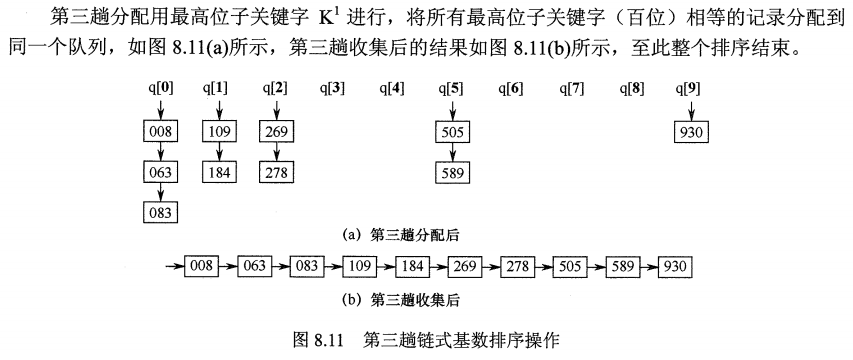 第三趟分配用最高位子关键字 K¹ 进行，将所有最高位子关键字（百位）相等的记录分配到
同一个队列，如图 8.11(a)所示，第三趟收集后的结果如图 8.11(b)所示，至此整个排序结束。
q[0] q[1] q[2] q[3] q[4] q[5] q[6] q[7] q[8] q[9]
008 109 269 505 930
063 184 278 589
083
(a) 第三趟分配后
008 063 083 109 184 269 278 505 589 930
(b) 第三趟收集后
图 8.11 第三趟链式基数排序操作